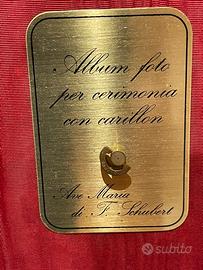 Album foto
per cerimonia
con carillon
Ave Maria
di F. Schubert
subito